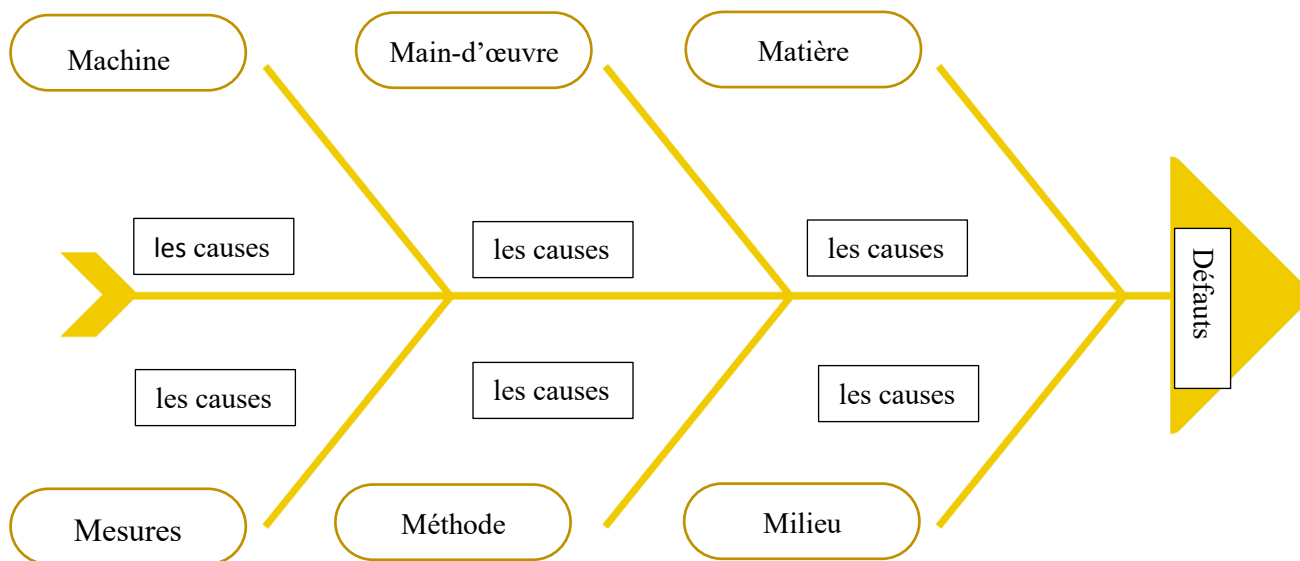 Machine
Main-d’œuvre
Matière
les causes
les causes
les causes
Défauts
les causes
les causes
les causes
Mesures
Méthode
Milieu